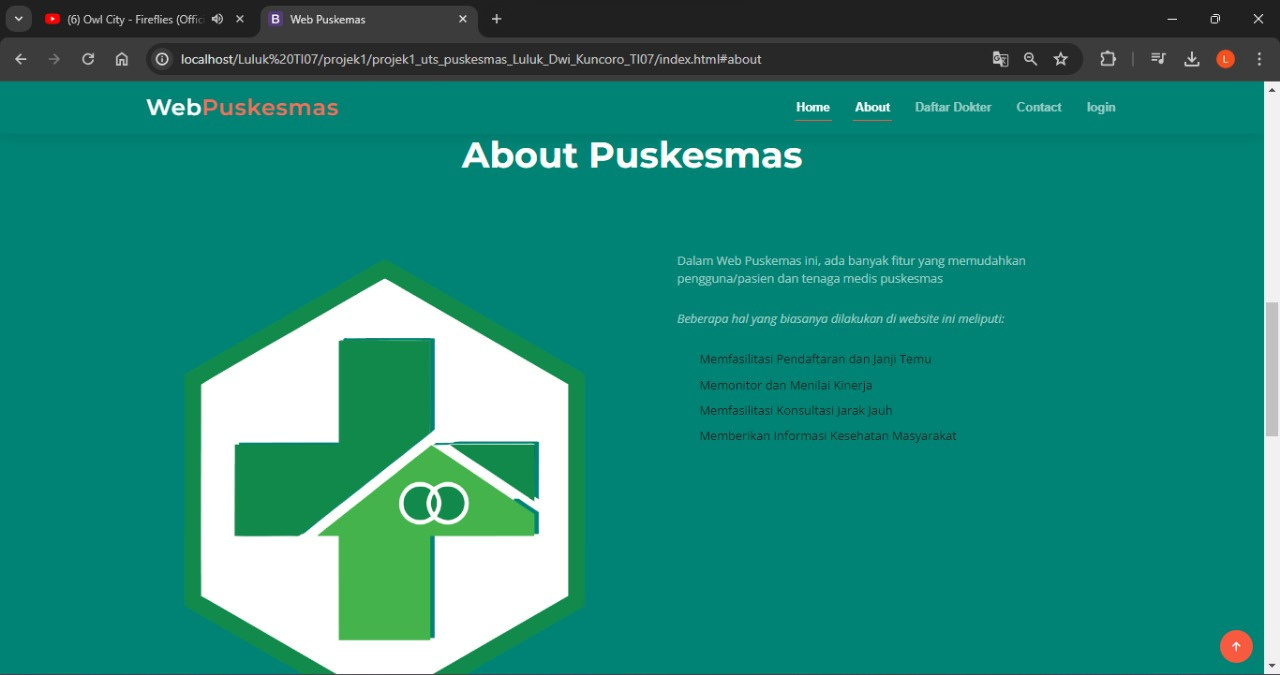 (6) Owl City - Fireflies (Offic
Web Puskemas
localhost/Luluk%20TI07/projek1/projek1_uts_puskesmas_Luluk_Dwi_Kuncoro_TI07/index.html#about
L
WebPuskesmas
Home About Daftar Dokter Contact login
About Puskesmas
Dalam Web Puskemas ini, ada banyak fitur yang memudahkan
pengguna/pasien dan tenaga medis puskesmas
Beberapa hal yang biasanya dilakukan di website ini meliputi:
Memfasilitasi Pendaftaran dan Janji Temu
Memonitor dan Menilai Kinerja
Memfasilitasi Konsultasi Jarak Jauh
Memberikan Informasi Kesehatan Masyarakat